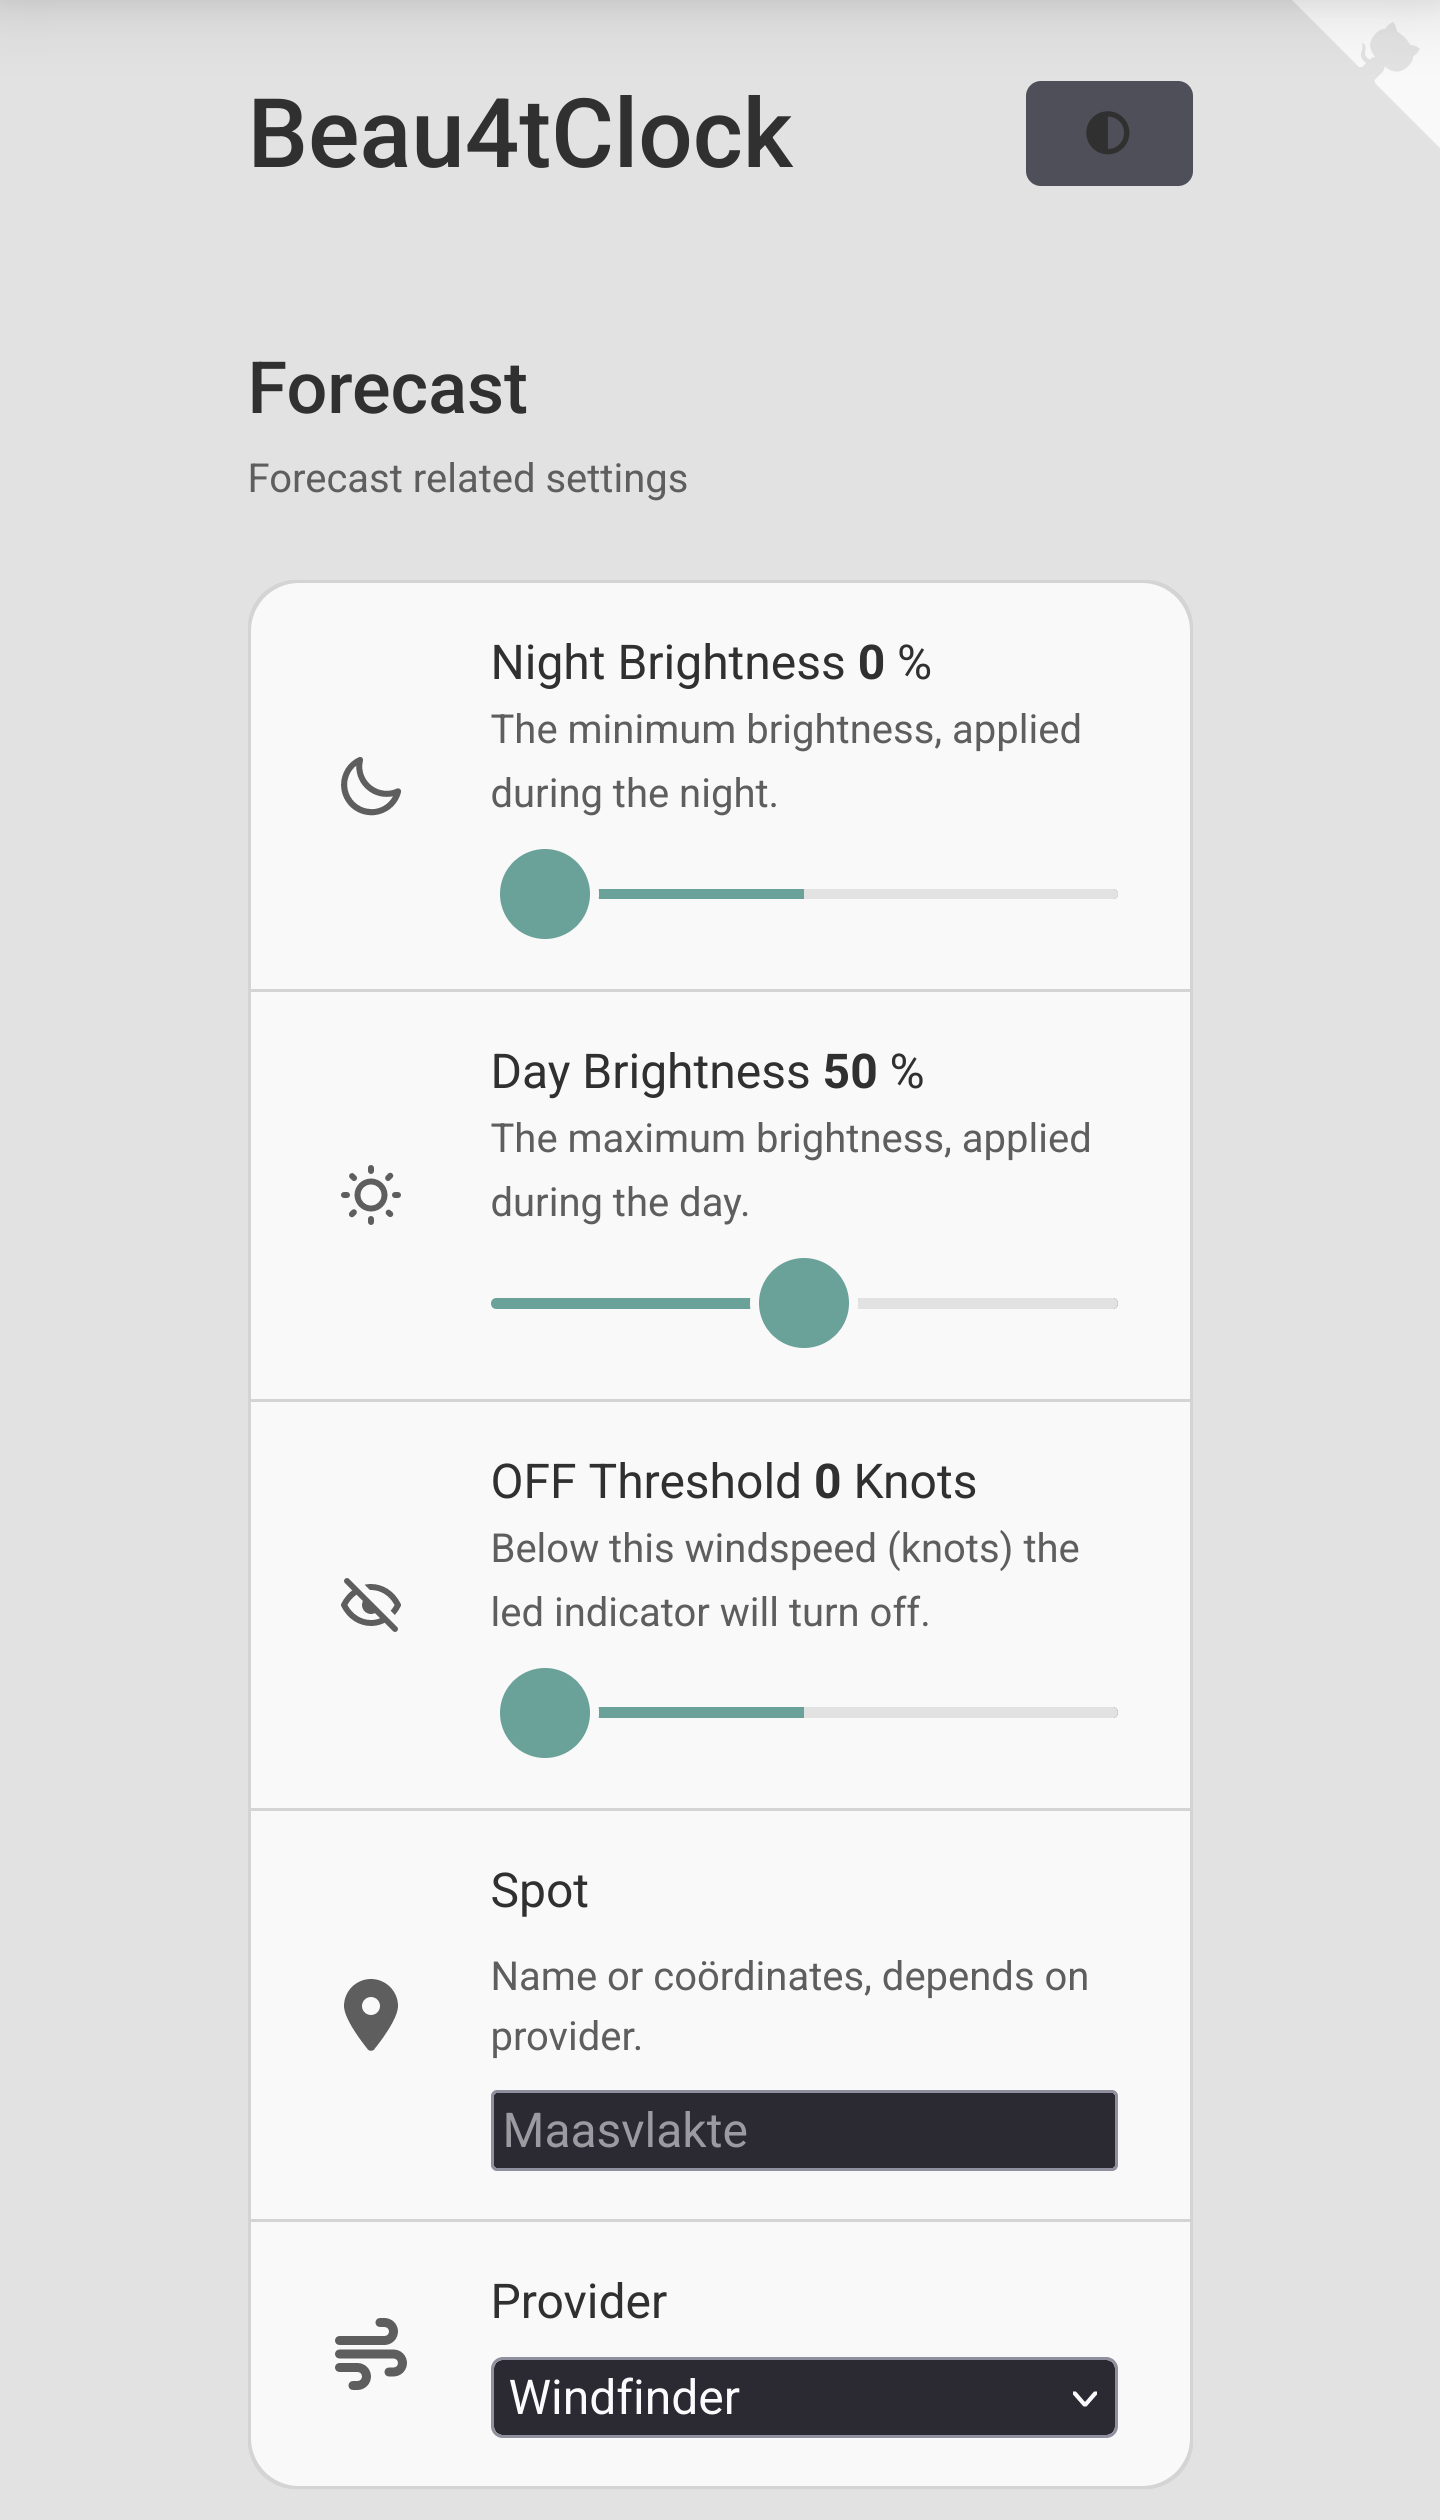 Beau4tClock
Forecast
Forecast related settings
Night Brightness 0 %
The minimum brightness, applied
during the night.
Day Brightness 50 %
The maximum brightness, applied
during the day.
OFF Threshold 0 Knots
Below this windspeed (knots) the
led indicator will turn off.
Spot
Name or coördinates, depends on
provider.
Maasvlakte
Provider
Windfinder